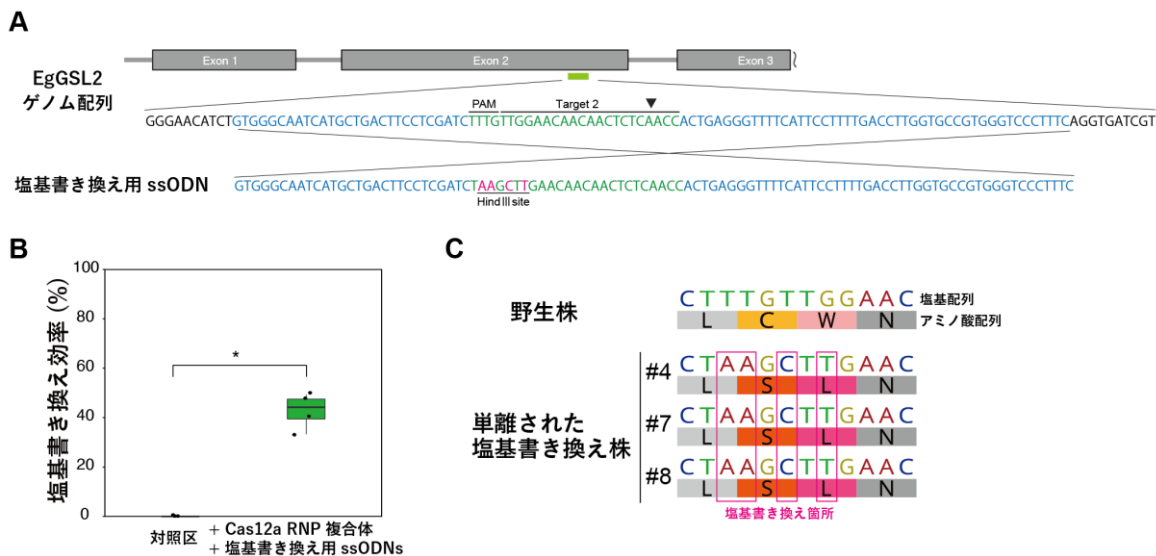 A
Exon 1
Exon 2
Exon 3
EgGSL2
ゲノム配列
PAM
Target 2
GGGAACATCTGTGGGCAATCATGCTGACTTCCTCGATCTTTGTTGGAACAACAACTCTCAACCACTGAGGGTTTTCATTCCTTTTGACCTTGGTGCCGTGGGTCCCTTTCAGGTGATCGT
塩基書き換え用 ssODN
GTGGGCAATCATGCTGACTTCCTCGATCTAAGCTTGAACAACAACTCTCAACCACTGAGGGTTTTCATTCCTTTTGACCTTGGTGCCGTGGGTCCCTTTC
Hind III site
B
塩基書き換え効率 (%)
100
80
60
40
20
0
*
対照区
+ Cas12a RNP 複合体
+ 塩基書き換え用 ssODNs
C
野生株
CTTTGTTGGAAC 塩基配列
L C W N アミノ酸配列
単離された
塩基書き換え株
#4
CTAAGCTTGAAC
L S L N
#7
CTAAGCTTGAAC
L S L N
#8
CTAAGCTTGAAC
L S L N
塩基書き換え箇所